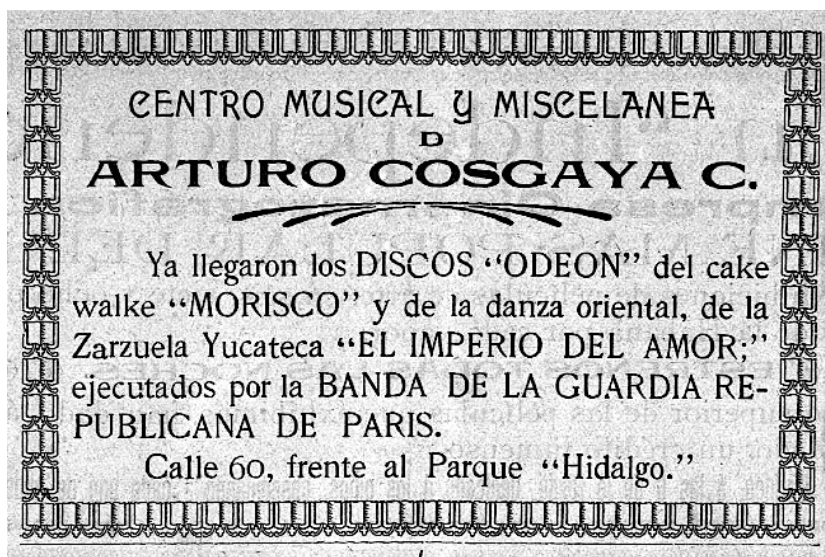 CENTRO MUSICAL Y MISCELANEA
D
ARTURO COSGAYA C.
Ya llegaron los DISCOS “ODEON” del cake
walke “MORISCO” y de la danza oriental, de la
Zarzuela Yucateca “EL IMPERIO DEL AMOR;”
ejecutados por la BANDA DE LA GUARDIA RE-
PUBLICANA DE PARIS.
Calle 60, frente al Parque “Hidalgo.”